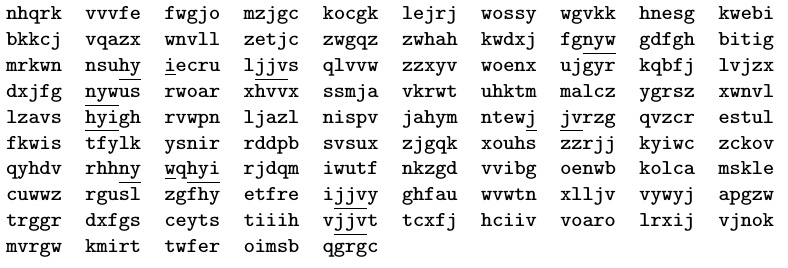 nhqrk vvvfe fwgjo mzjgc kocgk lejrj wossy wgvkk hnesg kwebi
bkkcj vqazx wnvll zetjc zwgqz zwhah kwdxj fgnyw gdfgh bitig
mrkwn nsuhy iecru ljjvs qlvvw zzxyv woenx ujgyr kqbfj lvjzx
dxjfg nywus rwoar xhvvx ssmja vkrwt uhktm malcz ygrsz xwnvl
lzavs hyigh rvwpn ljazl nispv jahym ntewj jvrzg qvzcr estul
fkwis tfylk ysnir rddpb svsux zjgqk xouhs zzrjj kyiwc zckov
qyhdv rhhny wqhyi rjdqm iwutf nkzgd vvibg oenwb kolca mskle
cuwwz rgusl zgfhy etfre ijjvy ghfau wvwtn xlljv vywyj apgzw
trggr dxfgs ceyts tiiih vjjvt tcxfj hciiv voaro lrxij vjnok
mvrgw kmirt twfer oimsb qgrgc